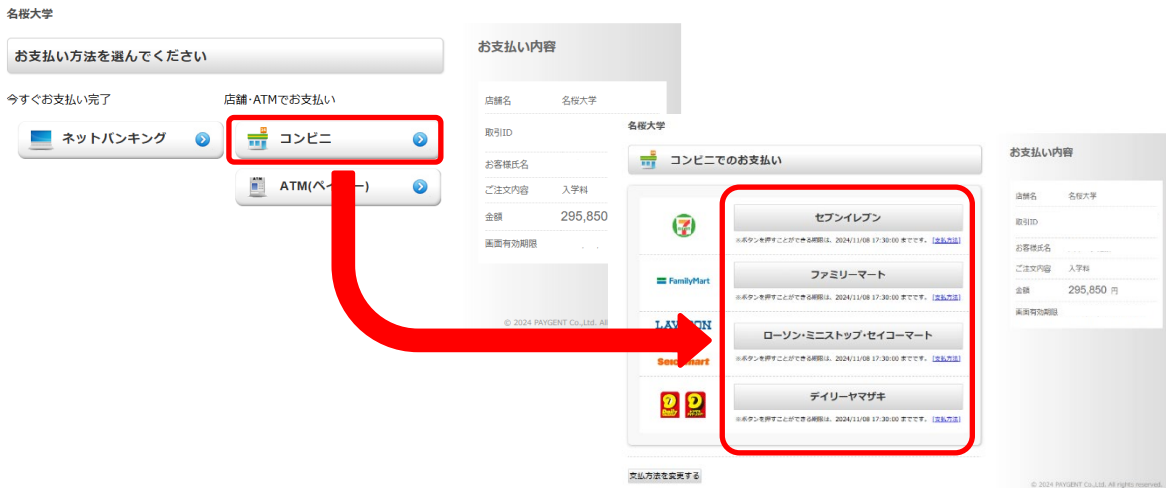 名桜大学
お支払い方法を選んでください
今すぐお支払い完了
店舗・ATMでお支払い
ネットバンキング
コンビニ
ATM(ペイ ー)
お支払い内容
店舗名 名桜大学
取引ID
お客様氏名
ご注文内容 入学料
金額 295,850
画面有効期限
© 2024 PAYGENT Co.,Ltd. All
名桜大学
コンビニでのお支払い
セブンイレブン
※ボタンを押すことができる期限は、2024/11/08 17:30:00 までです。 [支払方法]
FamilyMart
ファミリーマート
※ボタンを押すことができる期限は、2024/11/08 17:30:00 までです。 [支払方法]
ローソン・ミニストップ・セイコーマート
※ボタンを押すことができる期限は、2024/11/08 17:30:00 までです。 [支払方法]
デイリーヤマザキ
※ボタンを押すことができる期限は、2024/11/08 17:30:00 までです。 [支払方法]
支払方法を変更する
お支払い内容
店舗名 名桜大学
取引ID
お客様氏名
ご注文内容 入学料
金額 295,850 円
画面有効期限
© 2024 PAYGENT Co.,Ltd. All rights reserved.